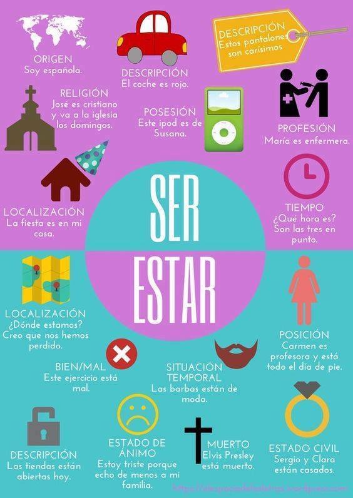 ORIGEN
Soy española.
DESCRIPCIÓN
El coche es rojo.
DESCRIPCIÓN
Estos pantalones
son carísimos.
RELIGIÓN
José es cristiano
y va a la iglesia
los domingos.
POSESIÓN
Este ipod es de
Susana.
PROFESIÓN
María es enfermera.
LOCALIZACIÓN
La fiesta es en mi
casa.
TIEMPO
¿Qué hora es?
Son las tres en
punto.
SER
ESTAR
LOCALIZACIÓN
¿Dónde estamos?
Creo que nos hemos
perdido.
POSICIÓN
Carmen es
profesora y está
todo el día de pie.
BIEN/MAL
Este ejercicio está
mal.
SITUACIÓN
TEMPORAL
Las barbas están de
moda.
DESCRIPCIÓN
Las tiendas están
abiertas hoy.
ESTADO DE
ÁNIMO
Estoy triste porque
echo de menos a mi
familia.
MUERTO
Elvis Presley
está muerto.
ESTADO CIVIL
Sergio y Clara
están casados.